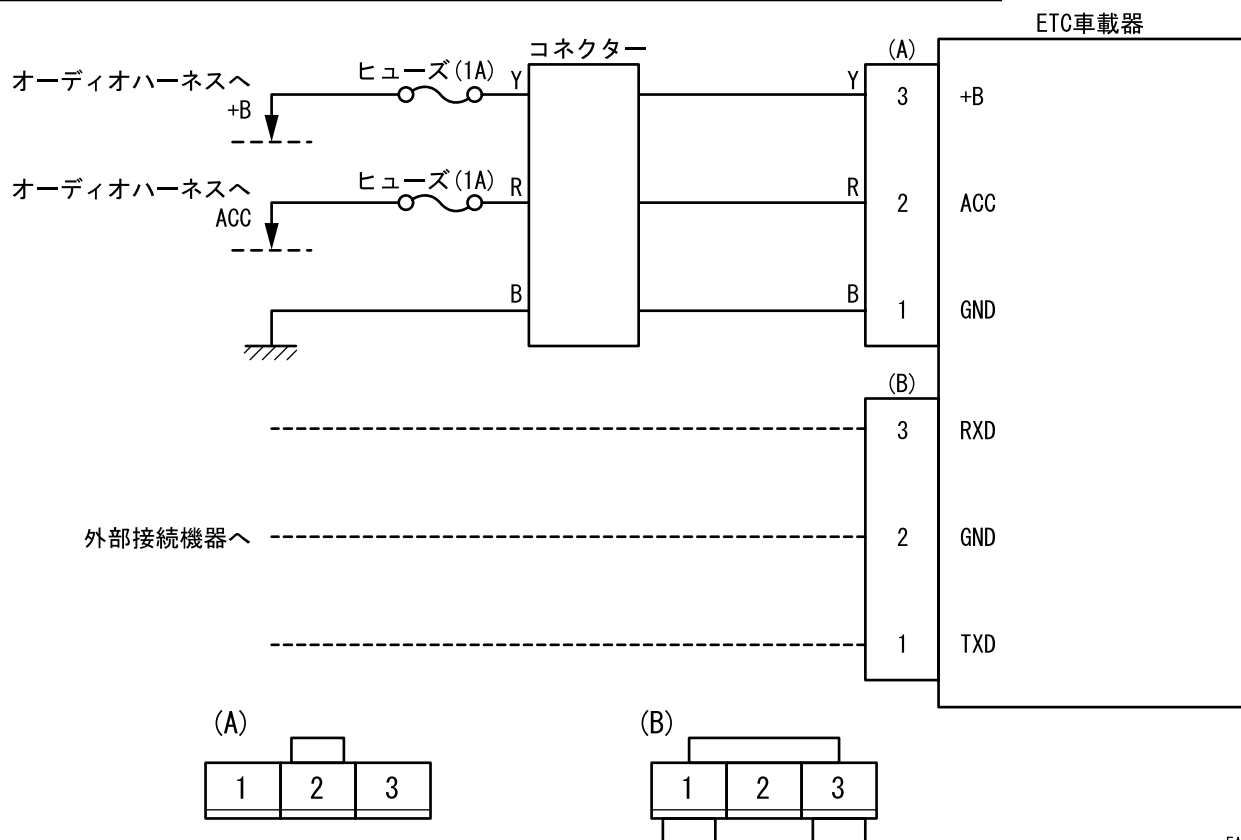 ETC車載器
コネクター
(A)
オーディオハーネスへ
ヒューズ(1A)
Y
Y
3
+B
+B
オーディオハーネスへ
ヒューズ(1A)
R
R
2
ACC
ACC
B
B
1
GND
(B)
3
RXD
外部接続機器へ
2
GND
1
TXD
(A)
(B)
1 2 3
1 2 3